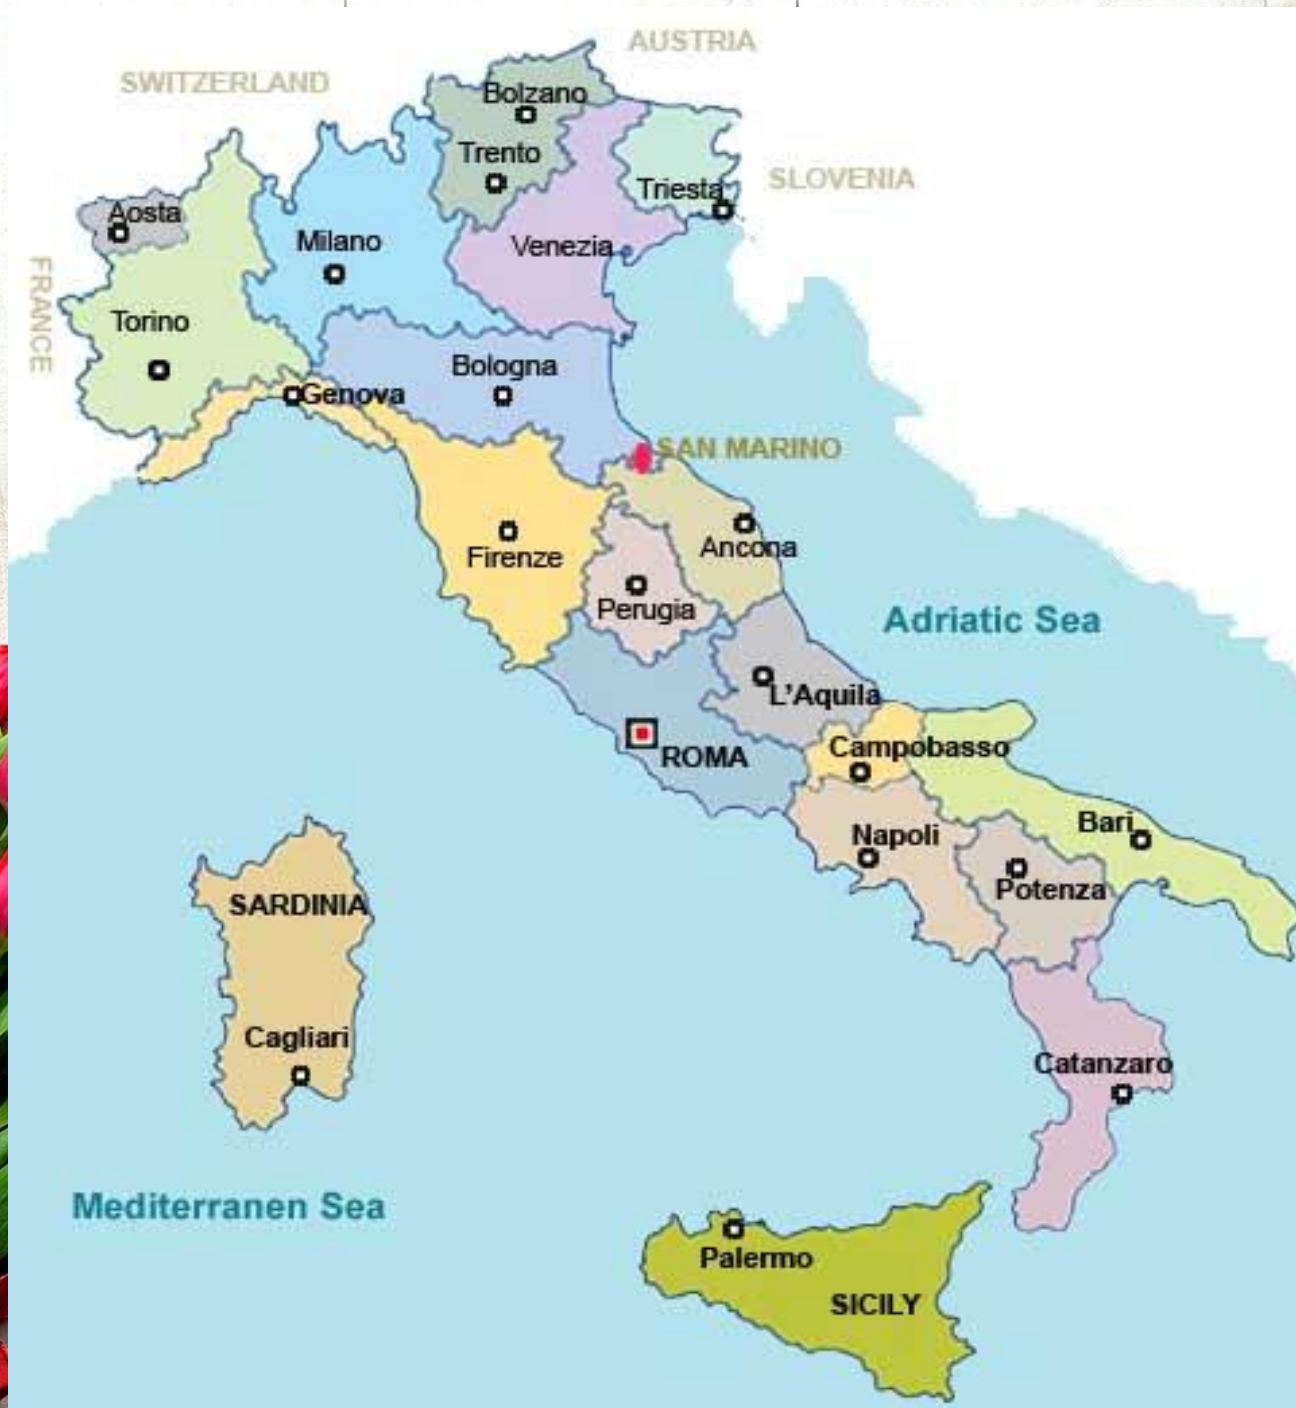 AUSTRIA
SWITZERLAND
Bolzano
Trento
SLOVENIA
Triesta
Aosta
Milano
Venezia
FRANCE
Torino
Bologna
Genova
SAN MARINO
Ancona
Firenze
Perugia
Adriatic Sea
L'Aquila
ROMA
Campobasso
Bari
Napoli
Potenza
SARDINIA
Cagliari
Catanzaro
Mediterranen Sea
Palermo
SICILY